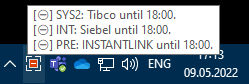 [⊖] SYS2: Tibco until 18:00.
[⊖] INT: Siebel until 18:00.
[⊖] PRE: INSTANTLINK until 18:00.
17:13
09.05.2022